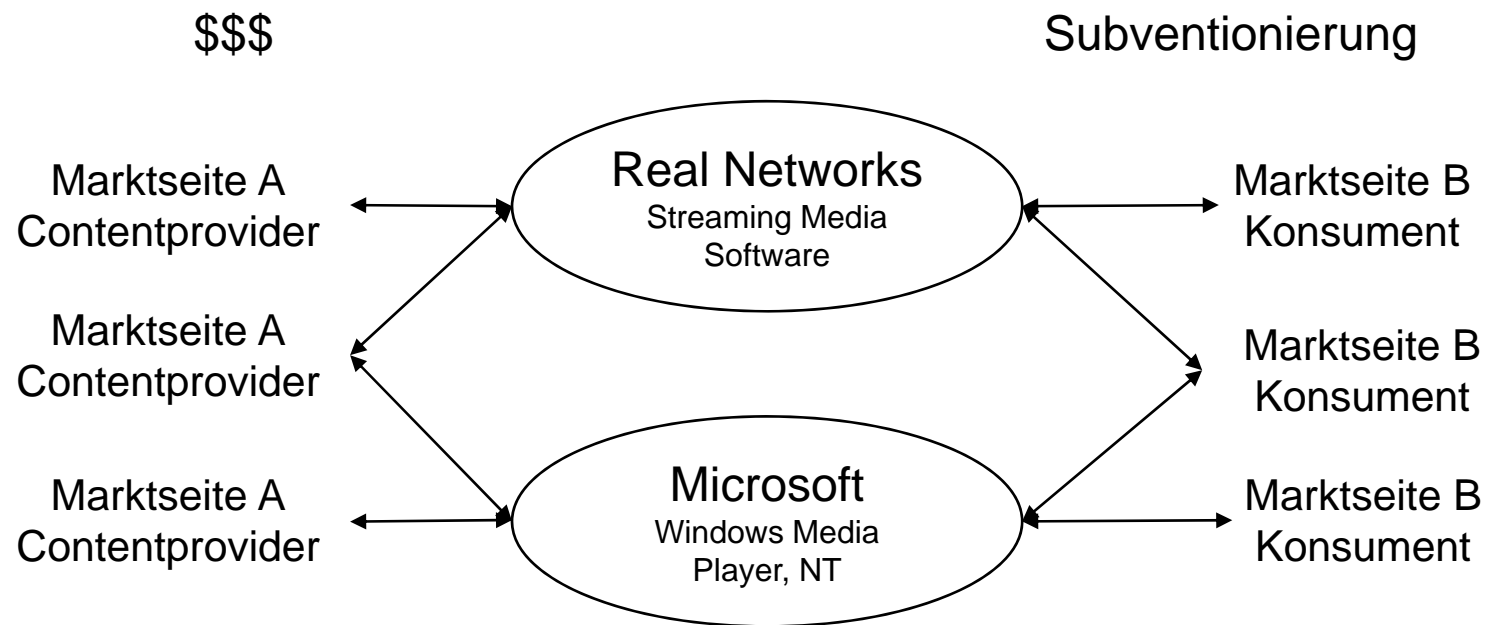 $$$
Subventionierung
Marktseite A
Contentprovider
Real Networks
Streaming Media
Software
Marktseite B
Konsument
Marktseite A
Contentprovider
Marktseite B
Konsument
Marktseite A
Contentprovider
Microsoft
Windows Media
Player, NT
Marktseite B
Konsument